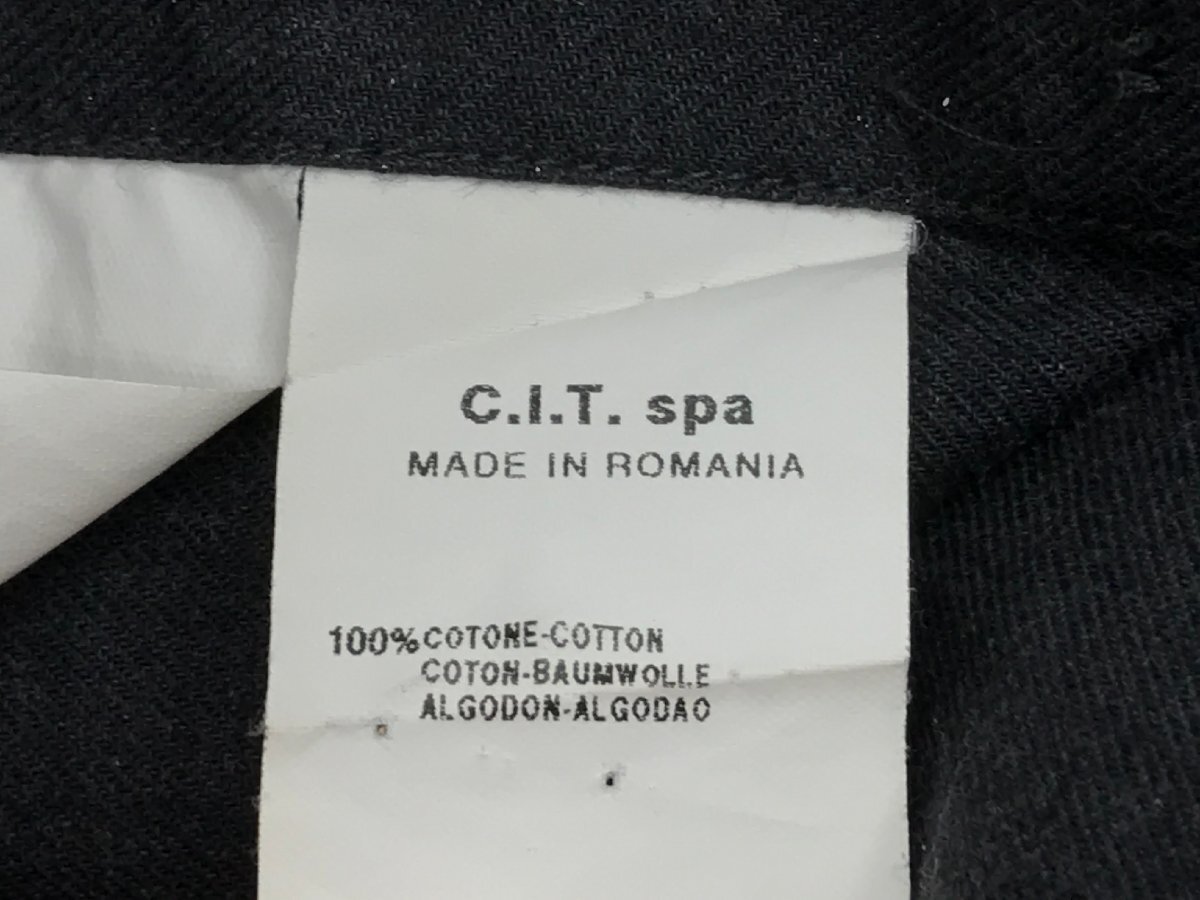 C.I.T. spa
MADE IN ROMANIA
100% COTONE-COTTON
COTON-BAUMWOLLE
ALGODON-ALGODAO